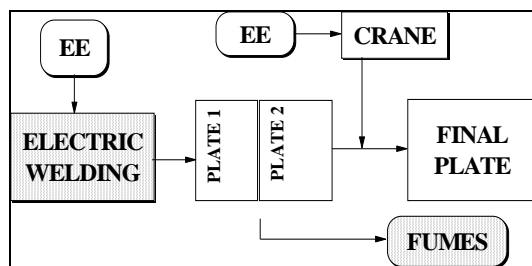 EE
EE
CRANE
ELECTRIC
WELDING
PLATE 1
PLATE 2
FINAL
PLATE
FUMES